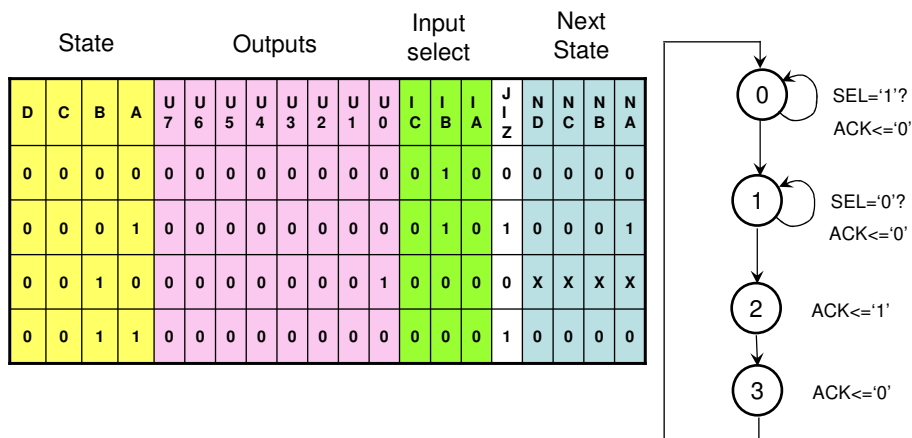 State Outputs Input select Next State
D C B A U7 U6 U5 U4 U3 U2 U1 U0 IC IB IA JIZ ND NC NB NA
0 0 0 0 0 0 0 0 0 0 0 0 0 1 0 0 0 0 0 0
0 0 0 1 0 0 0 0 0 0 0 0 0 1 0 1 0 0 0 1
0 0 1 0 0 0 0 0 0 0 0 1 0 0 0 0 X X X X
0 0 1 1 0 0 0 0 0 0 0 0 0 0 0 1 0 0 0 0
0 SEL=‘1’?
ACK<=‘0’
1 SEL=‘0’?
ACK<=‘0’
2 ACK<=‘1’
3 ACK<=‘0’